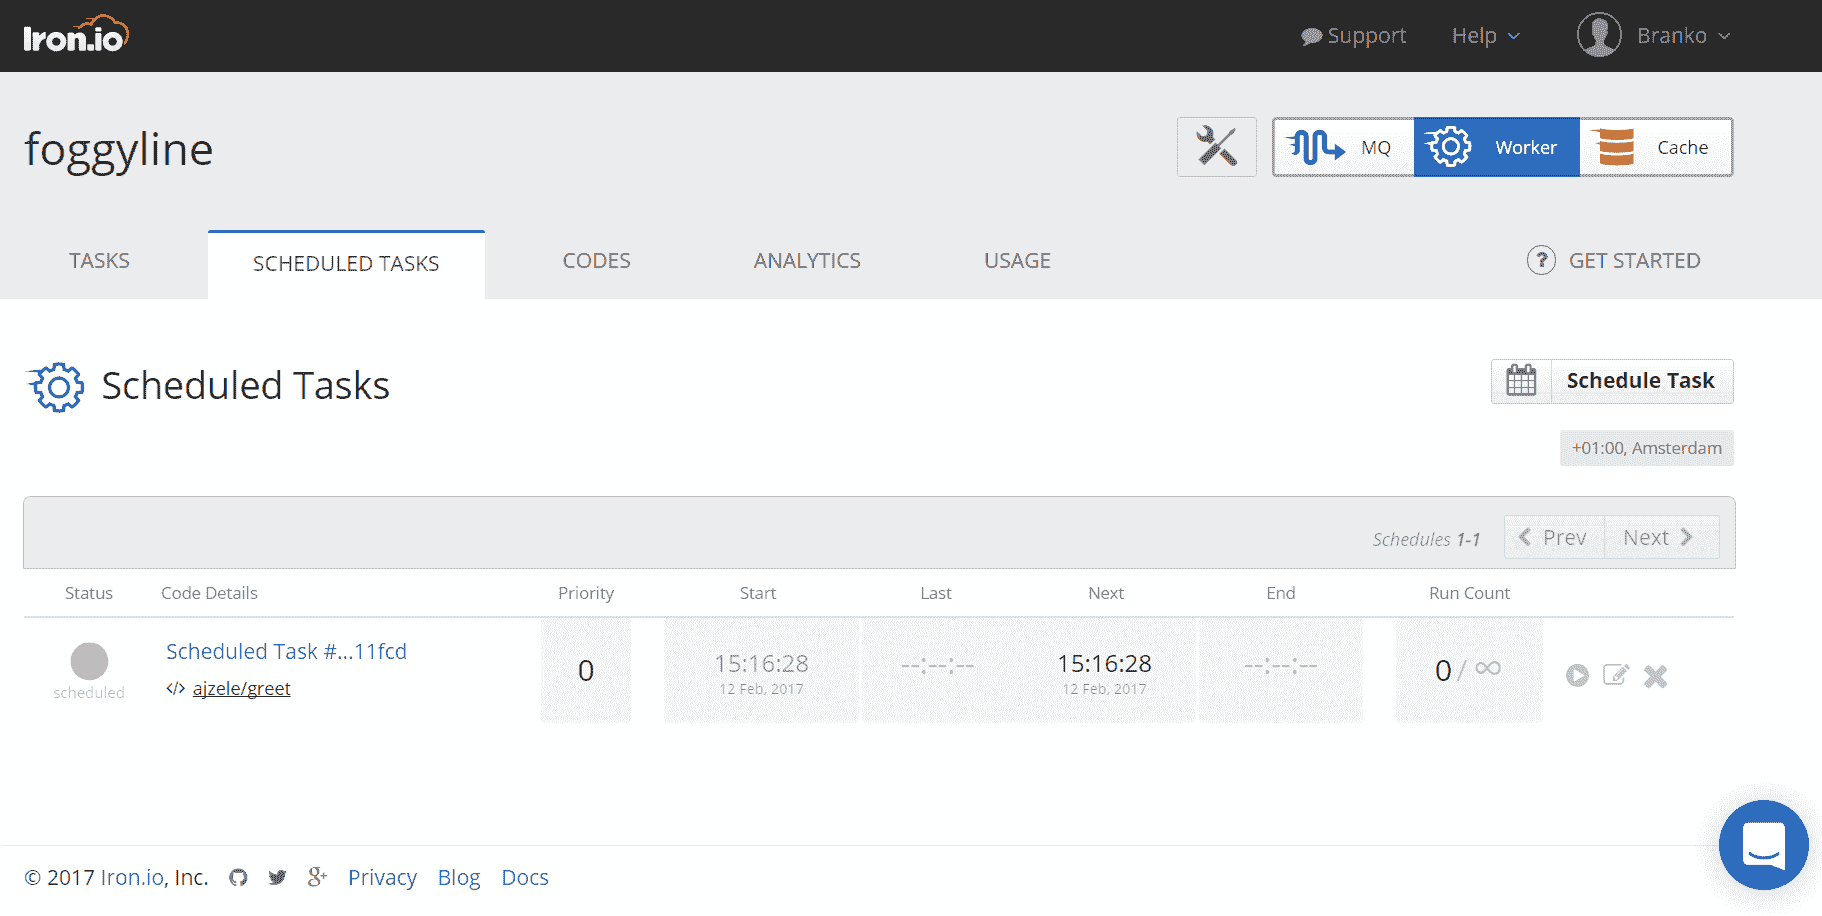 Iron.io Support Help Branko
foggyline MQ Worker Cache
TASKS SCHEDULED TASKS CODES ANALYTICS USAGE ? GET STARTED
Scheduled Tasks Schedule Task
+01:00, Amsterdam
Schedules 1-1 Prev Next
Status Code Details Priority Start Last Next End Run Count
Scheduled Task #...11fcd
scheduled </> ajzele/greet
0 15:16:28 --:--:-- 15:16:28 --:--:-- 0 / ∞
12 Feb, 2017 12 Feb, 2017
© 2017 Iron.io, Inc. g+ Privacy Blog Docs